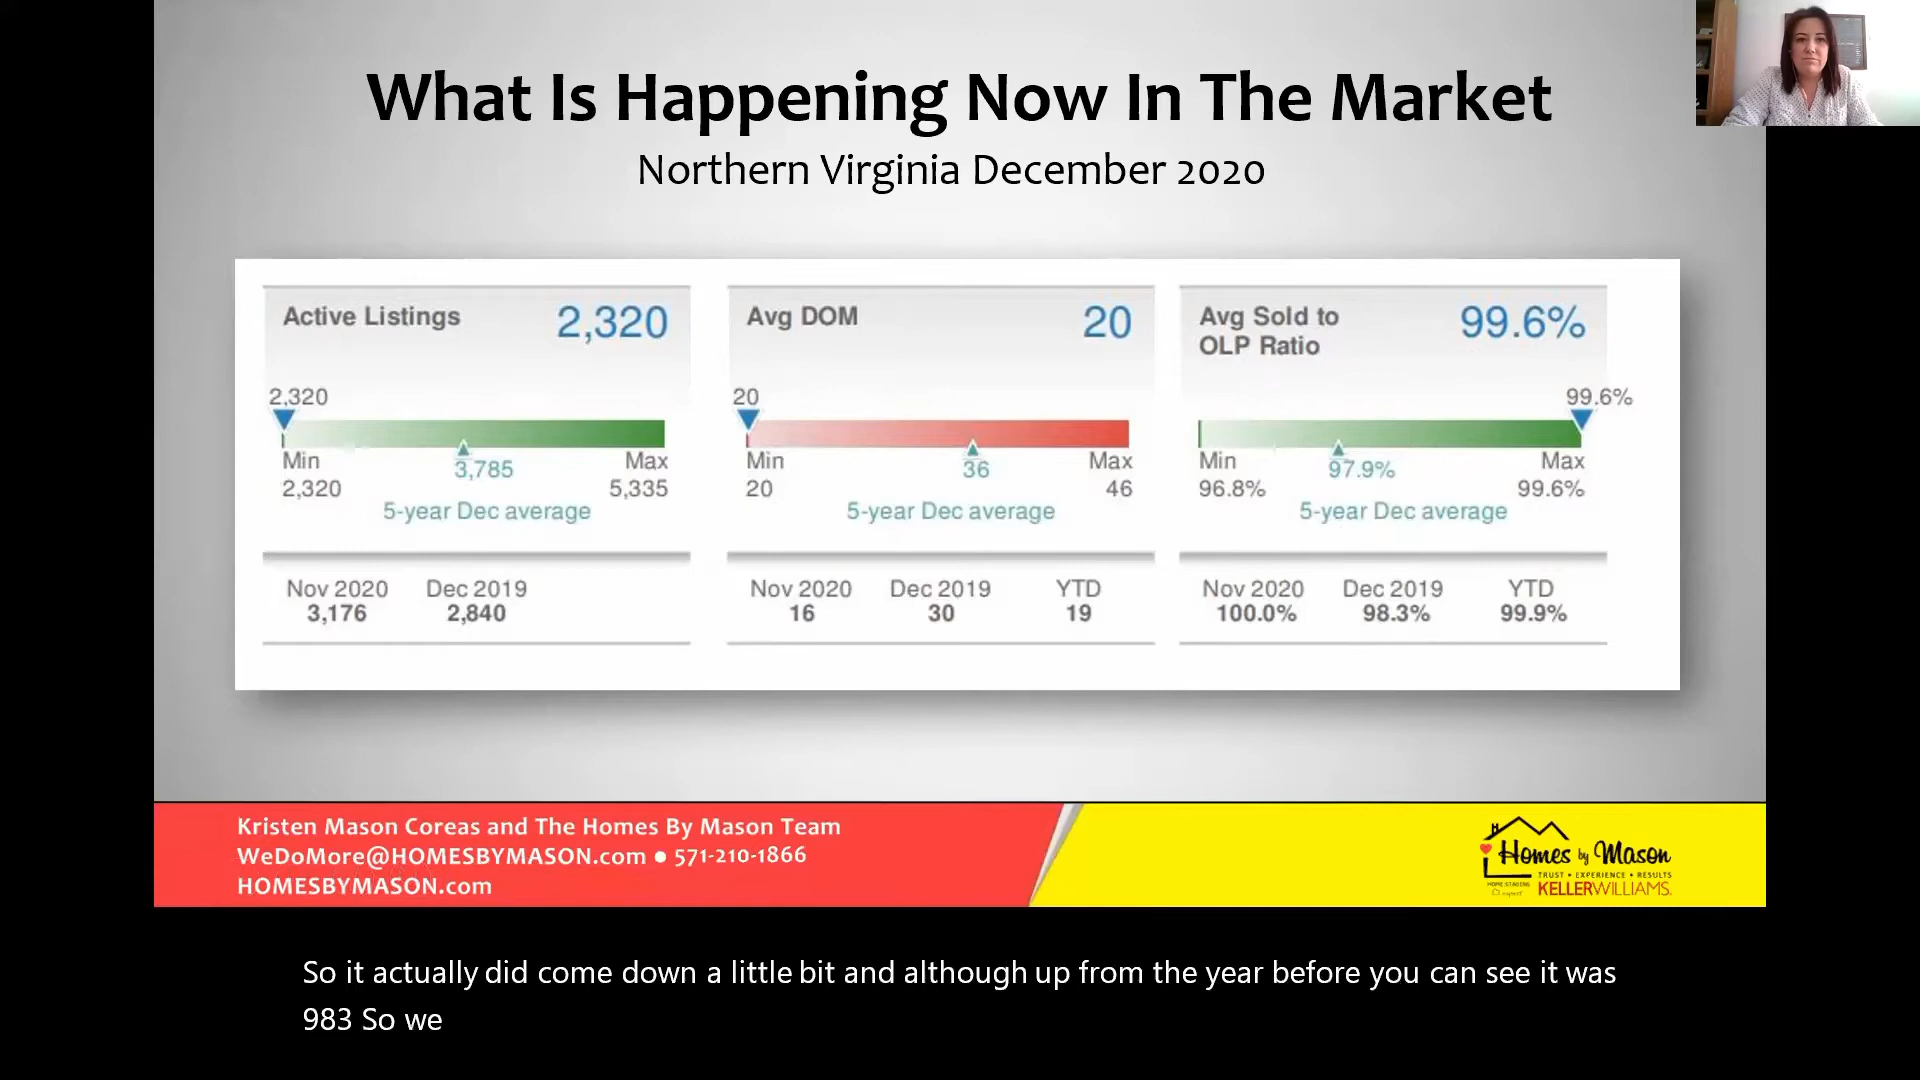 What Is Happening Now In The Market
Northern Virginia December 2020
Active Listings 2,320
2,320
Min Max
3,785
2,320 5,335
5-year Dec average
Nov 2020 Dec 2019
3,176 2,840
Avg DOM 20
20
Min Max
36
20 46
5-year Dec average
Nov 2020 Dec 2019 YTD
16 30 19
Avg Sold to 99.6%
OLP Ratio
99.6%
Min Max
97.9%
96.8% 99.6%
5-year Dec average
Nov 2020 Dec 2019 YTD
100.0% 98.3% 99.9%
Kristen Mason Coreas and The Homes By Mason Team
WeDoMore@HOMESBYMASON.com ● 571-210-1866
HOMESBYMASON.com
Homes by Mason
TRUST • EXPERIENCE • RESULTS
HOME STAGING
expert
KELLERWILLIAMS.
So it actually did come down a little bit and although up from the year before you can see it was
983 So we